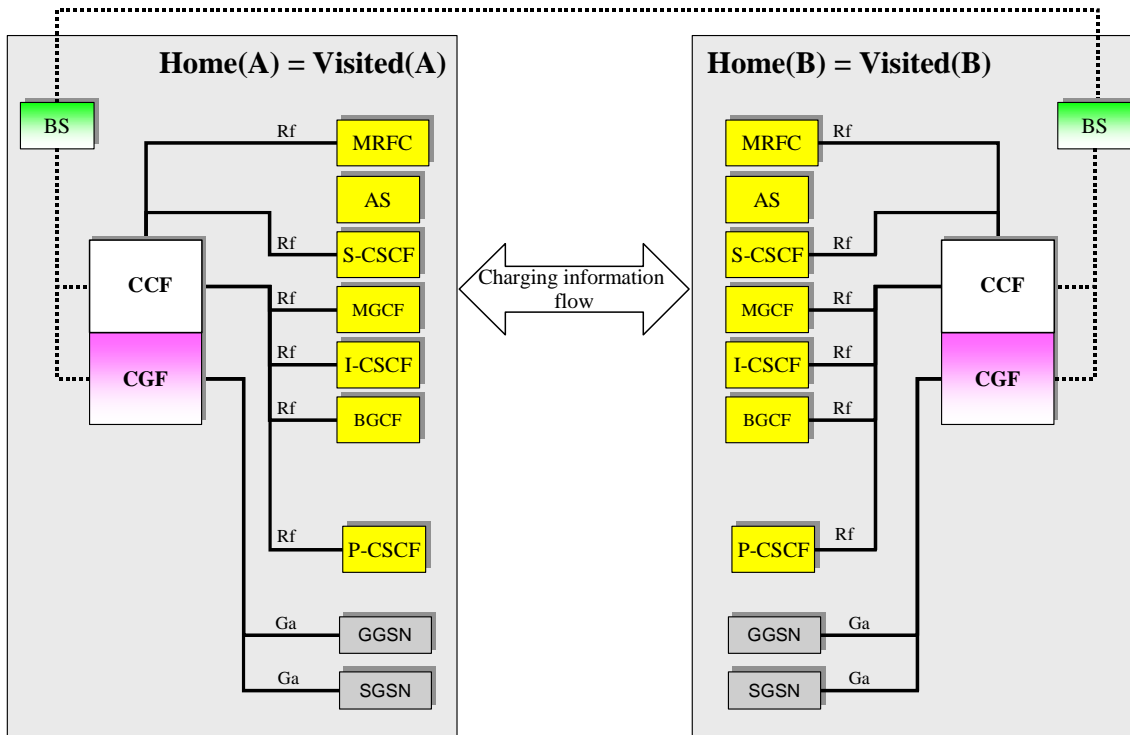 Home(A) = Visited(A)
BS
Rf
MRFC
AS
Rf
S-CSCF
CCF
Rf
MGCF
Rf
I-CSCF
CGF
Rf
BGCF
Rf
P-CSCF
Ga
GGSN
Ga
SGSN
Charging information
flow
Home(B) = Visited(B)
BS
MRFC
Rf
AS
S-CSCF
Rf
CCF
MGCF
Rf
I-CSCF
Rf
CGF
BGCF
Rf
P-CSCF
Rf
GGSN
Ga
SGSN
Ga